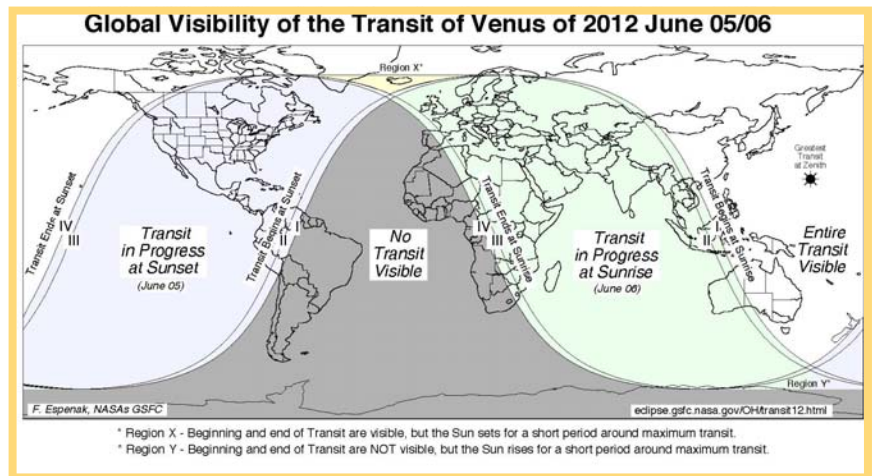 Global Visibility of the Transit of Venus of 2012 June 05/06
Region X*
Greatest
Transit
at Zenith
Transit Ends at Sunset
IV
III
Transit
in Progress
at Sunset
(June 05)
Transit Begins at Sunset
I
II
No
Transit
Visible
IV
III
Transit Ends at Sunrise
Transit
in Progress
at Sunrise
(June 06)
Transit Begins at Sunrise
I
II
Entire
Transit
Visible
Region Y*
F. Espenak, NASAs GSFC
eclipse.gsfc.nasa.gov/OH/transit12.html
* Region X - Beginning and end of Transit are visible, but the Sun sets for a short period around maximum transit.
* Region Y - Beginning and end of Transit are NOT visible, but the Sun rises for a short period around maximum transit.